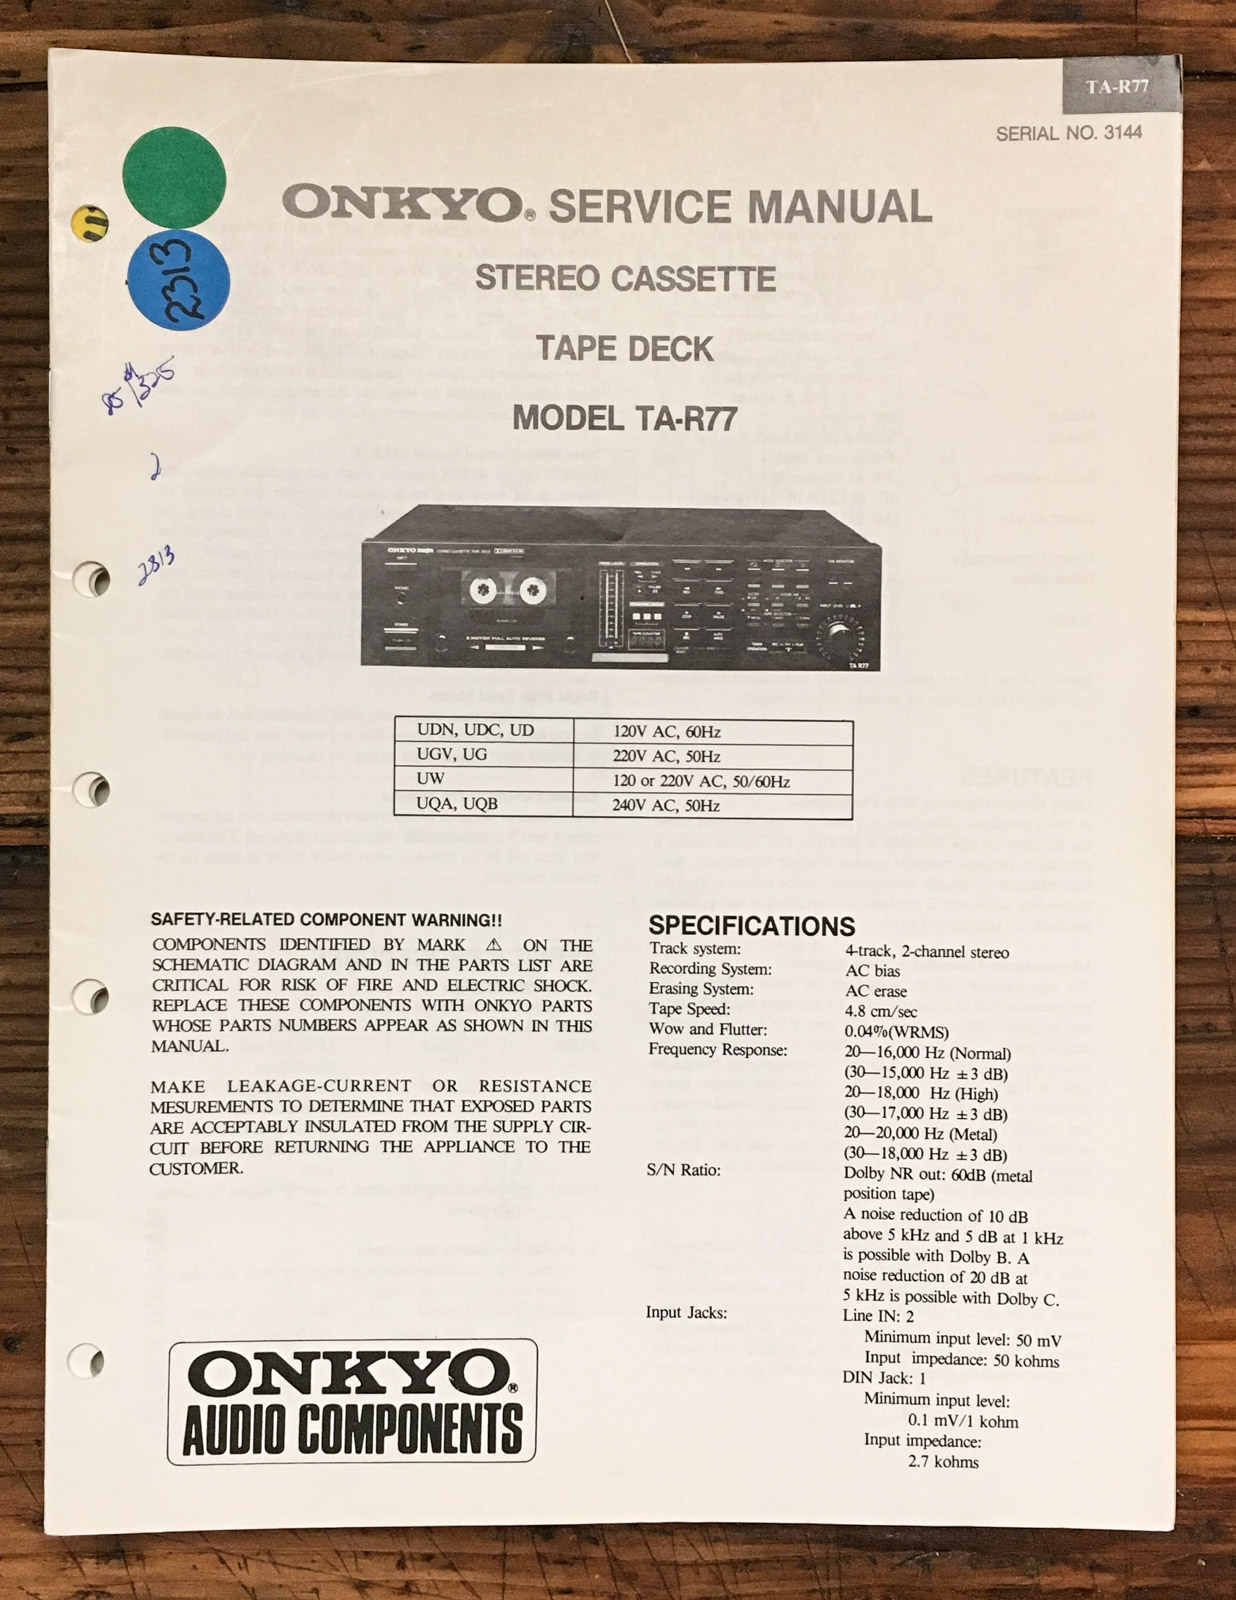 TA-R77
SERIAL NO. 3144
ONKYO® SERVICE MANUAL
STEREO CASSETTE
TAPE DECK
MODEL TA-R77
2313
2
2313
ONKYO
2 MOTOR FULL AUTO REVERSE
TA R77
UDN, UDC, UD 120V AC, 60Hz
UGV, UG 220V AC, 50Hz
UW 120 or 220V AC, 50/60Hz
UQA, UQB 240V AC, 50Hz
SAFETY-RELATED COMPONENT WARNING!!
COMPONENTS IDENTIFIED BY MARK ⚠ ON THE
SCHEMATIC DIAGRAM AND IN THE PARTS LIST ARE
CRITICAL FOR RISK OF FIRE AND ELECTRIC SHOCK.
REPLACE THESE COMPONENTS WITH ONKYO PARTS
WHOSE PARTS NUMBERS APPEAR AS SHOWN IN THIS
MANUAL.
MAKE LEAKAGE-CURRENT OR RESISTANCE
MESUREMENTS TO DETERMINE THAT EXPOSED PARTS
ARE ACCEPTABLY INSULATED FROM THE SUPPLY CIR-
CUIT BEFORE RETURNING THE APPLIANCE TO THE
CUSTOMER.
ONKYO®
AUDIO COMPONENTS
SPECIFICATIONS
Track system: 4-track, 2-channel stereo
Recording System: AC bias
Erasing System: AC erase
Tape Speed: 4.8 cm/sec
Wow and Flutter: 0.04%(WRMS)
Frequency Response: 20—16,000 Hz (Normal)
(30—15,000 Hz ±3 dB)
20—18,000 Hz (High)
(30—17,000 Hz ±3 dB)
20—20,000 Hz (Metal)
(30—18,000 Hz ±3 dB)
S/N Ratio: Dolby NR out: 60dB (metal
position tape)
A noise reduction of 10 dB
above 5 kHz and 5 dB at 1 kHz
is possible with Dolby B. A
noise reduction of 20 dB at
5 kHz is possible with Dolby C.
Input Jacks: Line IN: 2
Minimum input level: 50 mV
Input impedance: 50 kohms
DIN Jack: 1
Minimum input level:
0.1 mV/1 kohm
Input impedance:
2.7 kohms